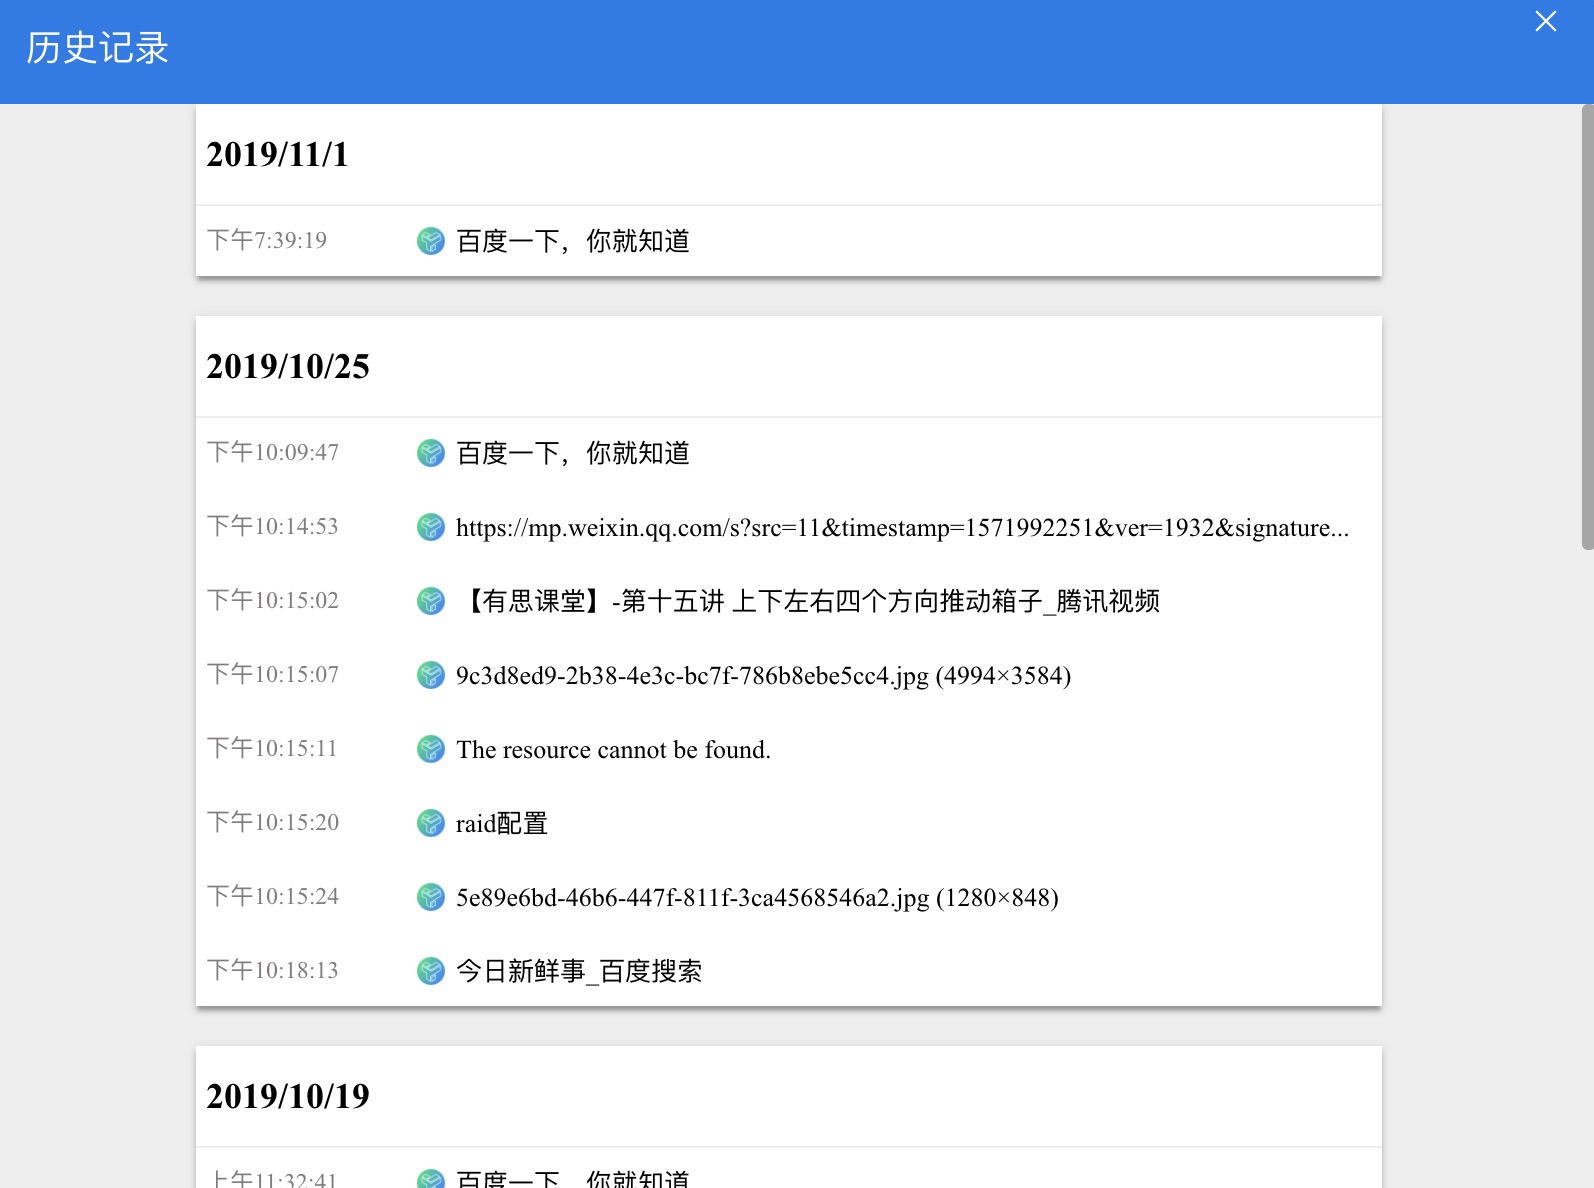 历史记录
2019/11/1
下午7:39:19 百度一下，你就知道
2019/10/25
下午10:09:47 百度一下，你就知道
下午10:14:53 https://mp.weixin.qq.com/s?src=11&timestamp=1571992251&ver=1932&signature...
下午10:15:02 【有思课堂】-第十五讲 上下左右四个方向推动箱子_腾讯视频
下午10:15:07 9c3d8ed9-2b38-4e3c-bc7f-786b8ebe5cc4.jpg (4994×3584)
下午10:15:11 The resource cannot be found.
下午10:15:20 raid配置
下午10:15:24 5e89e6bd-46b6-447f-811f-3ca4568546a2.jpg (1280×848)
下午10:18:13 今日新鲜事_百度搜索
2019/10/19
上午11:32:41 百度一下，你就知道